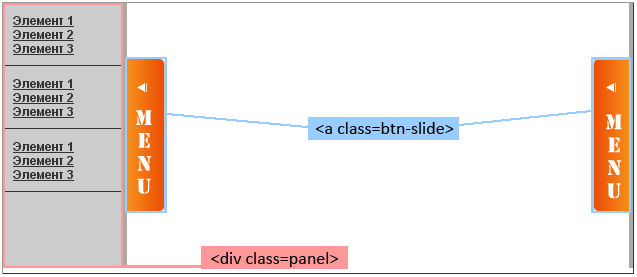 Элемент 1
Элемент 2
Элемент 3
Элемент 1
Элемент 2
Элемент 3
Элемент 1
Элемент 2
Элемент 3
MENU
<a class=btn-slide>
MENU
<div class=panel>